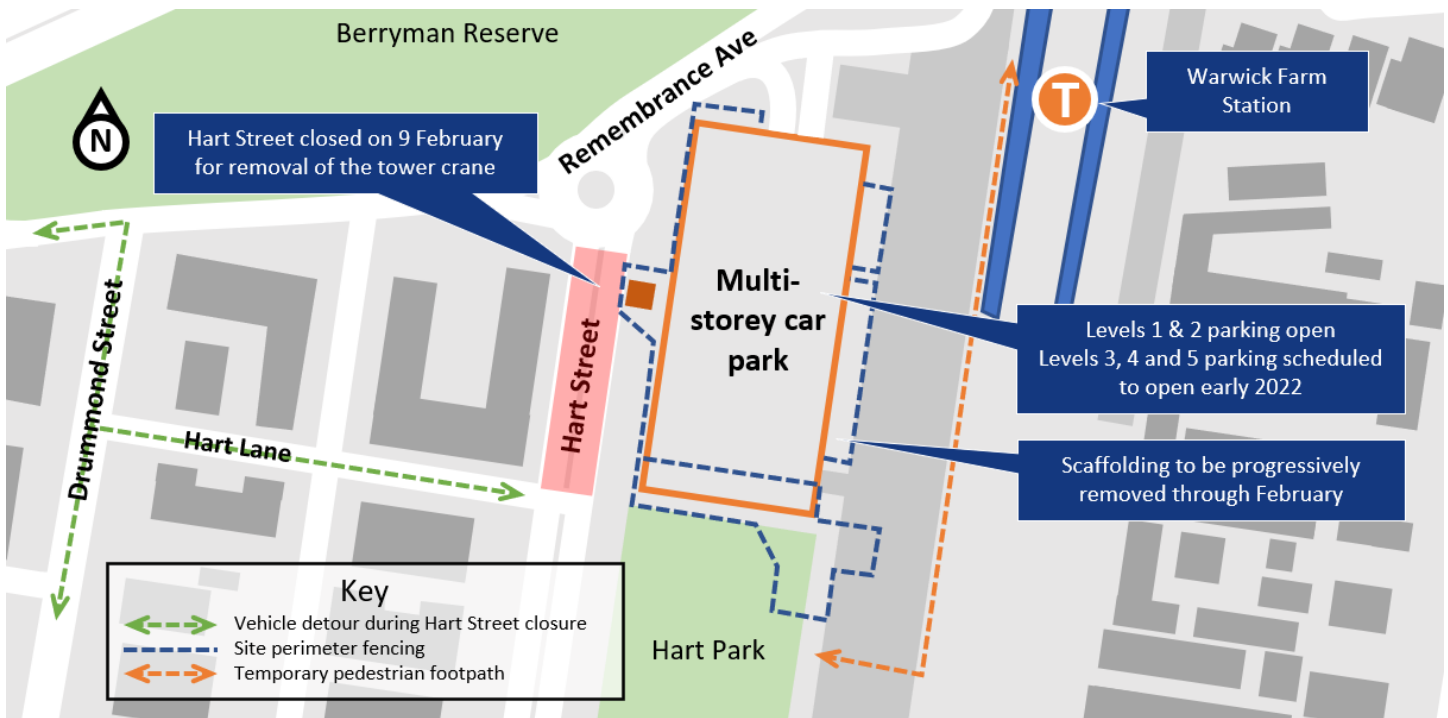 Berryman Reserve
Remembrance Ave
T
Warwick Farm
Station
N
Hart Street closed on 9 February
for removal of the tower crane
Multi-
storey car
park
Levels 1 & 2 parking open
Levels 3, 4 and 5 parking scheduled
to open early 2022
Drummond Street
Hart Street
Hart Lane
Scaffolding to be progressively
removed through February
Key
Vehicle detour during Hart Street closure
Site perimeter fencing
Temporary pedestrian footpath
Hart Park